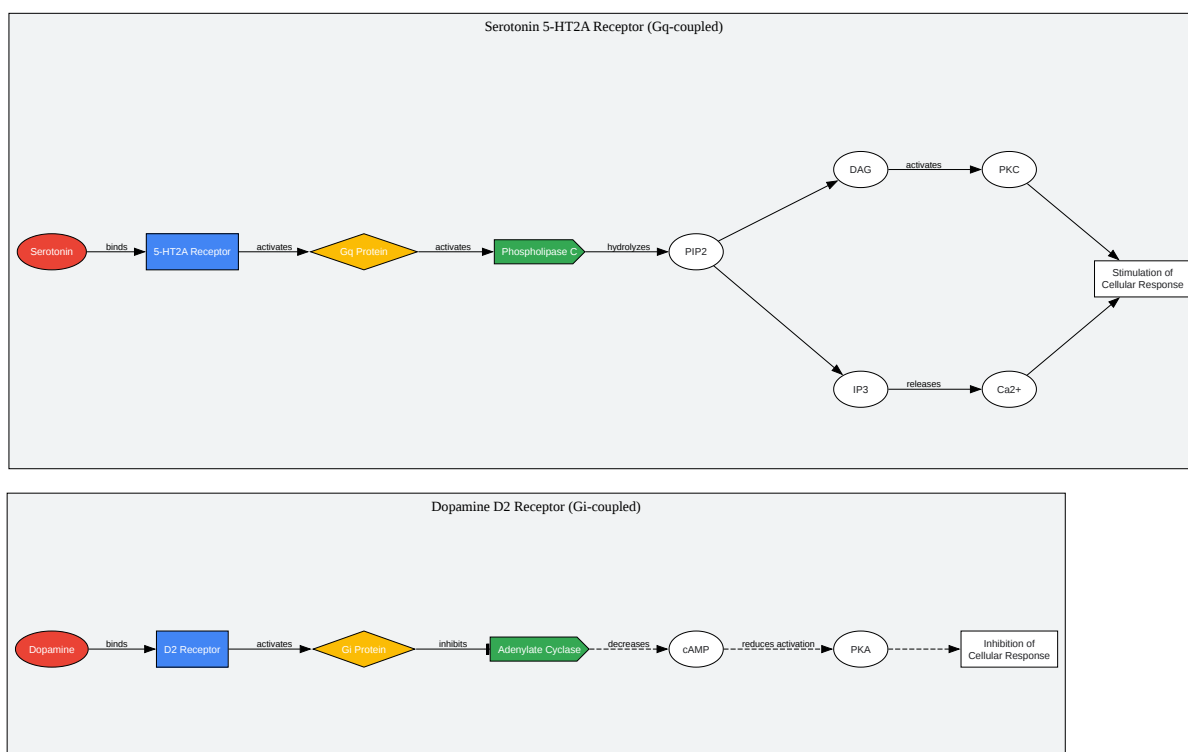 Serotonin 5-HT2A Receptor (Gq-coupled)
DAG
activates
PKC
Serotonin
binds
5-HT2A Receptor
activates
Gq Protein
activates
Phospholipase C
hydrolyzes
PIP2
Stimulation of
Cellular Response
IP3
releases
Ca2+
Dopamine D2 Receptor (Gi-coupled)
Dopamine
binds
D2 Receptor
activates
Gi Protein
inhibits
Adenylate Cyclase
decreases
cAMP
reduces activation
PKA
Inhibition of
Cellular Response